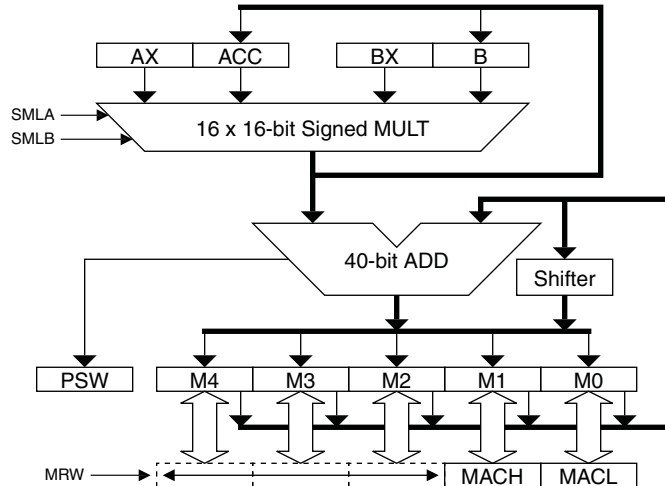 AX ACC BX B
SMLA
SMLB
16 x 16-bit Signed MULT
40-bit ADD
Shifter
PSW M4 M3 M2 M1 M0
MRW MACH MACL